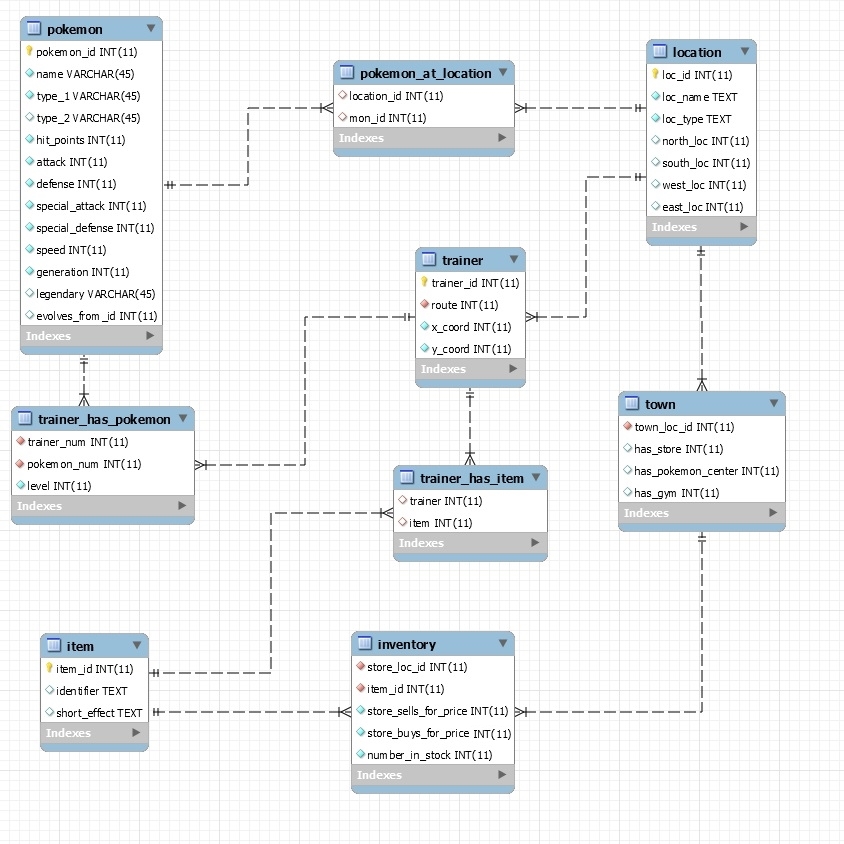 pokemon
pokemon_id INT(11)
name VARCHAR(45)
type_1 VARCHAR(45)
type_2 VARCHAR(45)
hit_points INT(11)
attack INT(11)
defense INT(11)
special_attack INT(11)
special_defense INT(11)
speed INT(11)
generation INT(11)
legendary VARCHAR(45)
evolves_from_id INT(11)
Indexes
pokemon_at_location
location_id INT(11)
mon_id INT(11)
Indexes
location
loc_id INT(11)
loc_name TEXT
loc_type TEXT
north_loc INT(11)
south_loc INT(11)
west_loc INT(11)
east_loc INT(11)
Indexes
trainer
trainer_id INT(11)
route INT(11)
x_coord INT(11)
y_coord INT(11)
Indexes
trainer_has_pokemon
trainer_num INT(11)
pokemon_num INT(11)
level INT(11)
Indexes
trainer_has_item
trainer INT(11)
item INT(11)
Indexes
town
town_loc_id INT(11)
has_store INT(11)
has_pokemon_center INT(11)
has_gym INT(11)
Indexes
item
item_id INT(11)
identifier TEXT
short_effect TEXT
Indexes
inventory
store_loc_id INT(11)
item_id INT(11)
store_sells_for_price INT(11)
store_buys_for_price INT(11)
number_in_stock INT(11)
Indexes